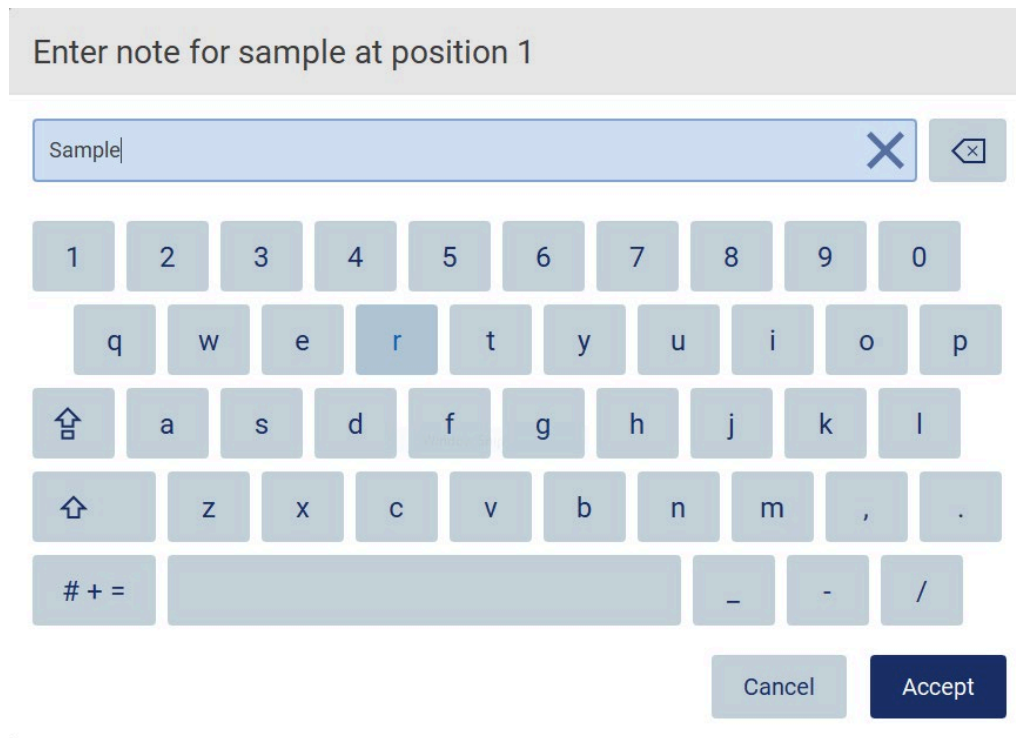 Enter note for sample at position 1
Sample
1 2 3 4 5 6 7 8 9 0
q w e r t y u i o p
a s d f g h j k l
z x c v b n m , .
# + = _ - /
Cancel Accept